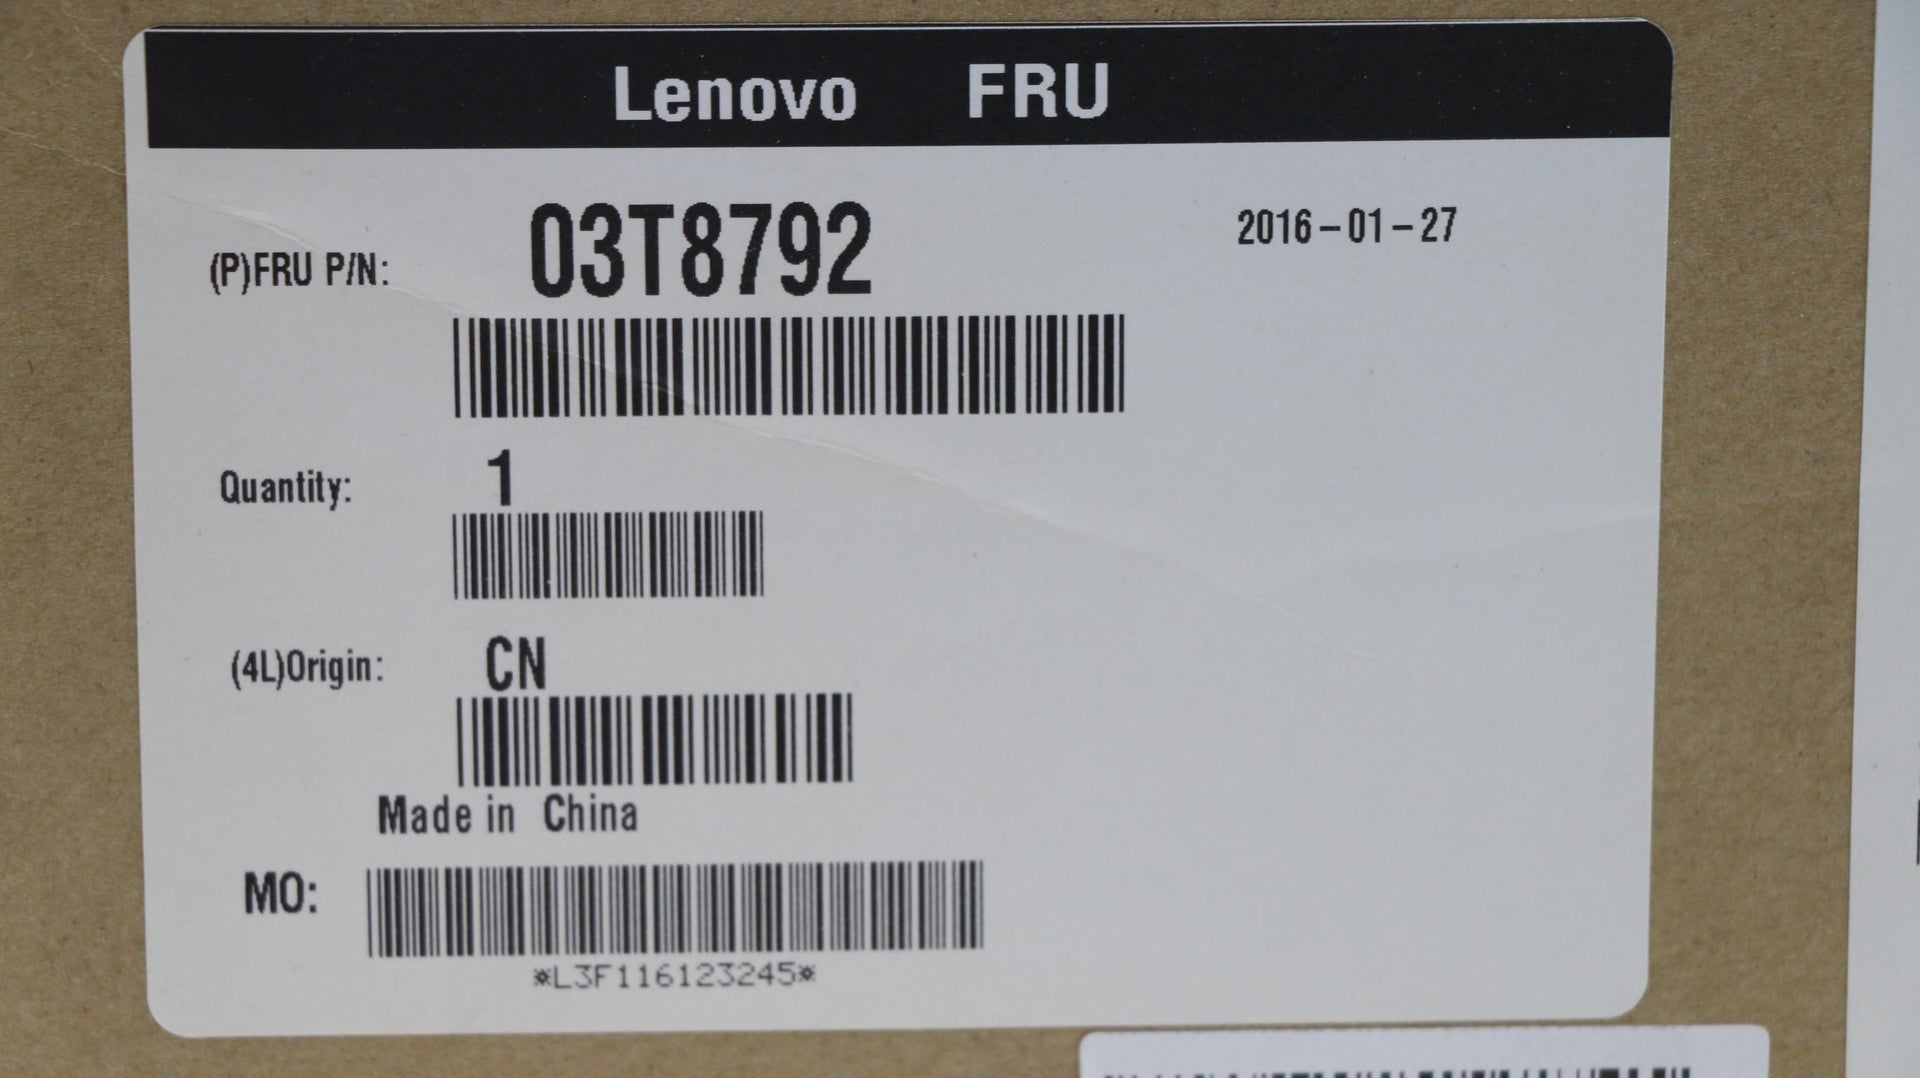 Lenovo FRU
(P)FRU P/N: 03T8792 2016-01-27
Quantity: 1
(4L)Origin: CN
Made in China
MO:
*L3F116123245*